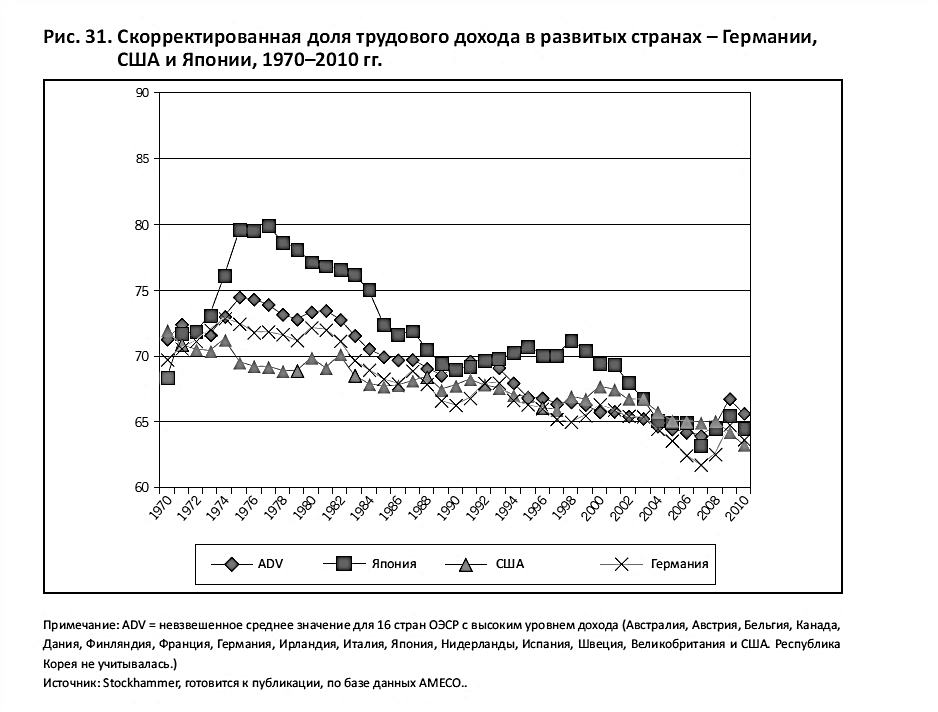 Рис. 31. Скорректированная доля трудового дохода в развитых странах – Германии,
США и Японии, 1970–2010 гг.
90
85
80
75
70
65
60
1970 1972 1974 1976 1978 1980 1982 1984 1986 1988 1990 1992 1994 1996 1998 2000 2002 2004 2006 2008 2010
ADV Япония США Германия
Примечание: ADV = невзвешенное среднее значение для 16 стран ОЭСР с высоким уровнем дохода (Австралия, Австрия, Бельгия, Канада,
Дания, Финляндия, Франция, Германия, Ирландия, Италия, Япония, Нидерланды, Испания, Швеция, Великобритания и США. Республика
Корея не учитывалась.)
Источник: Stockhammer, готовится к публикации, по базе данных AMECO..